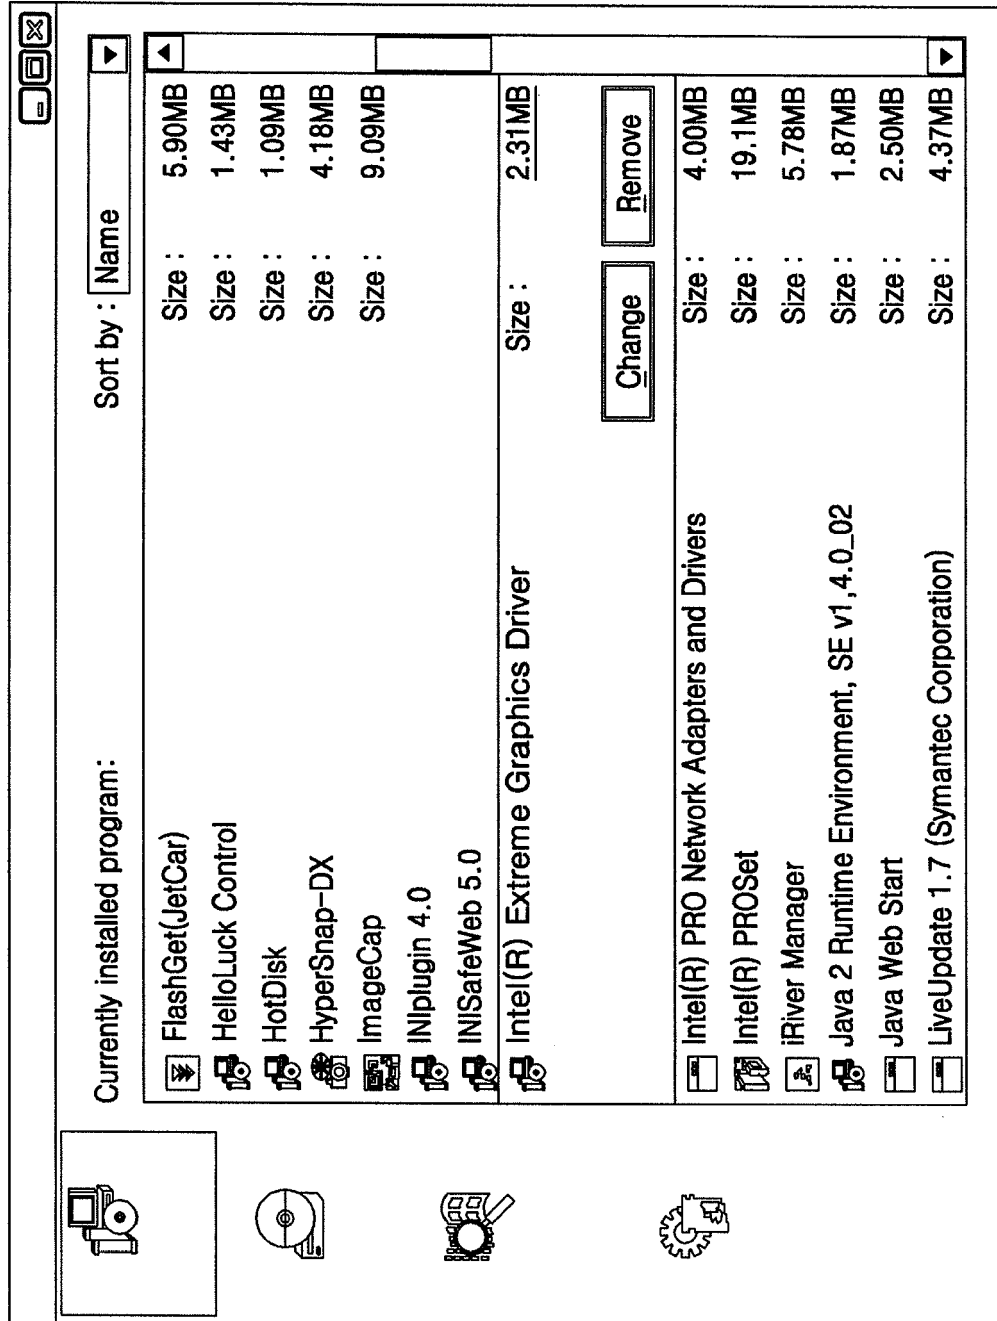 Currently installed program: Sort by : Name
FlashGet(JetCar) Size : 5.90MB
HelloLuck Control Size : 1.43MB
HotDisk Size : 1.09MB
HyperSnap-DX Size : 4.18MB
ImageCap Size : 9.09MB
INIplugin 4.0
INISafeWeb 5.0
Intel(R) Extreme Graphics Driver Size : 2.31MB
Change Remove
Intel(R) PRO Network Adapters and Drivers Size : 4.00MB
Intel(R) PROSet Size : 19.1MB
iRiver Manager Size : 5.78MB
Java 2 Runtime Environment, SE v1,4.0_02 Size : 1.87MB
Java Web Start Size : 2.50MB
LiveUpdate 1.7 (Symantec Corporation) Size : 4.37MB